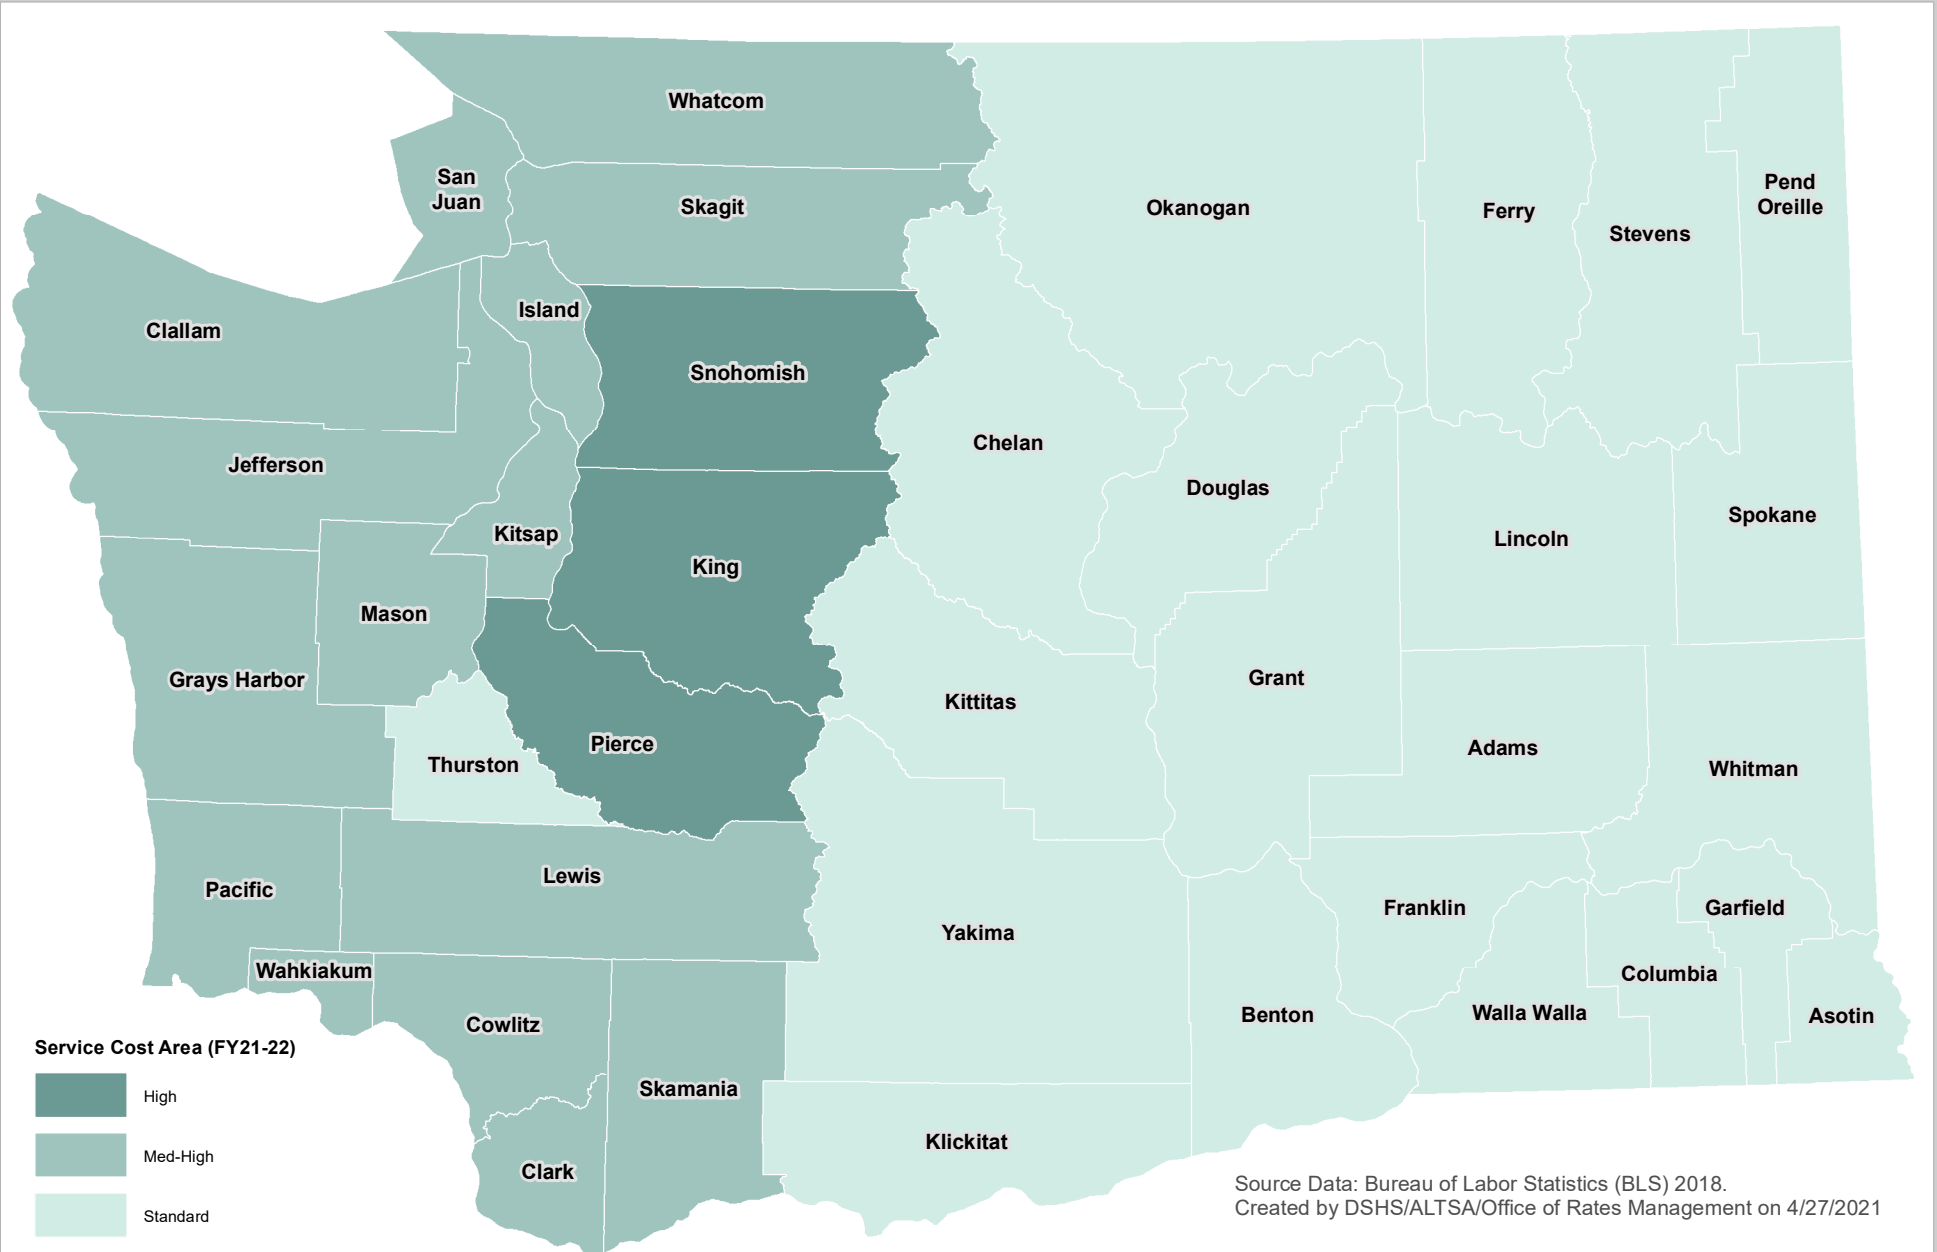 Whatcom
San
Juan
Skagit
Okanogan
Ferry
Stevens
Pend
Oreille
Clallam
Island
Snohomish
Chelan
Jefferson
Kitsap
Douglas
Lincoln
Spokane
King
Mason
Grays Harbor
Kittitas
Grant
Pierce
Thurston
Adams
Whitman
Pacific
Lewis
Yakima
Franklin
Garfield
Wahkiakum
Columbia
Cowlitz
Benton
Walla Walla
Asotin
Skamania
Klickitat
Clark
Service Cost Area (FY21-22)
High
Med-High
Standard
Source Data: Bureau of Labor Statistics (BLS) 2018.
Created by DSHS/ALTSA/Office of Rates Management on 4/27/2021